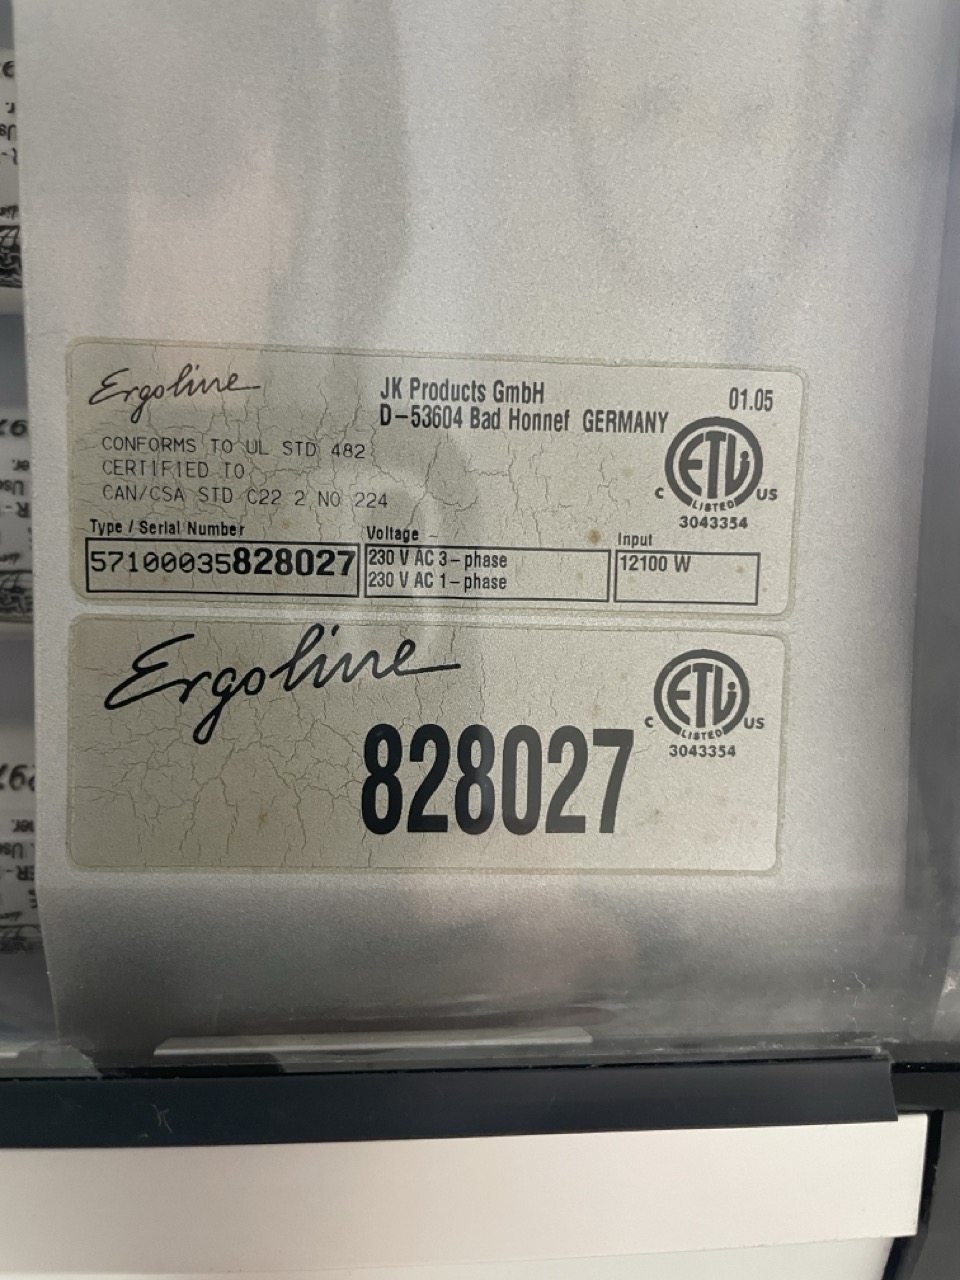 Ergoline
JK Products GmbH
D-53604 Bad Honnef GERMANY
01.05
CONFORMS TO UL STD 482
CERTIFIED TO
CAN/CSA STD C22 2 NO 224
ETL
C US
LISTED
3043354
Type / Serial Number
57100035828027
Voltage
230 V AC 3-phase
230 V AC 1-phase
Input
12100 W
Ergoline
828027
ETL
C US
LISTED
3043354